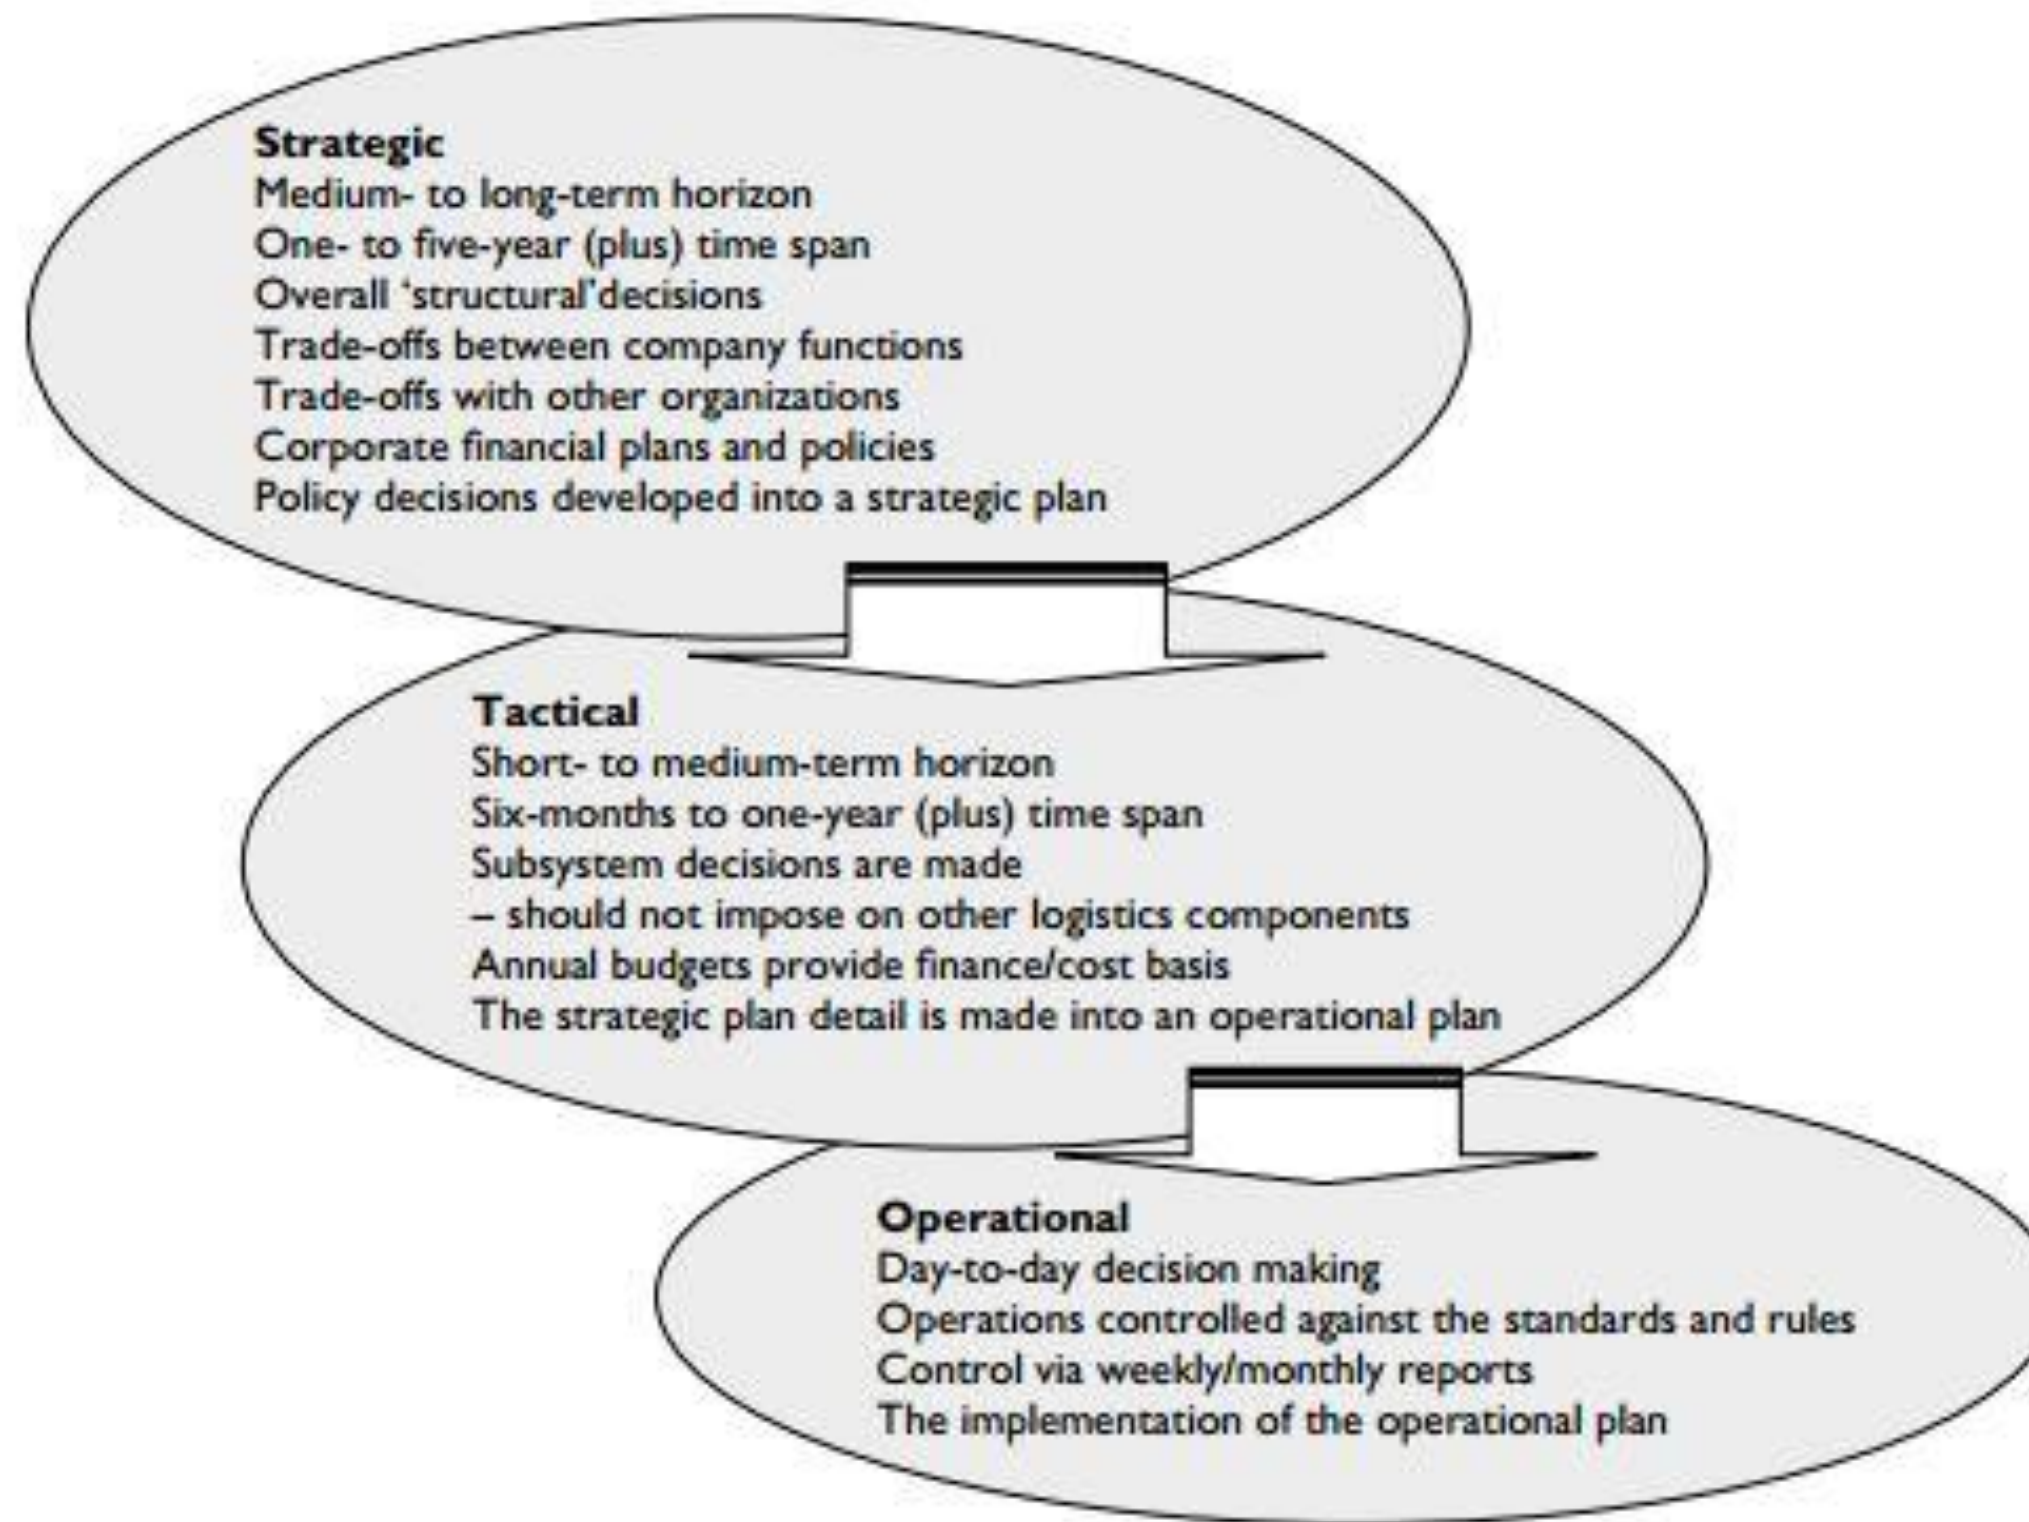 Strategic
Medium- to long-term horizon
One- to five-year (plus) time span
Overall ‘structural’decisions
Trade-offs between company functions
Trade-offs with other organizations
Corporate financial plans and policies
Policy decisions developed into a strategic plan
Tactical
Short- to medium-term horizon
Six-months to one-year (plus) time span
Subsystem decisions are made
– should not impose on other logistics components
Annual budgets provide finance/cost basis
The strategic plan detail is made into an operational plan
Operational
Day-to-day decision making
Operations controlled against the standards and rules
Control via weekly/monthly reports
The implementation of the operational plan